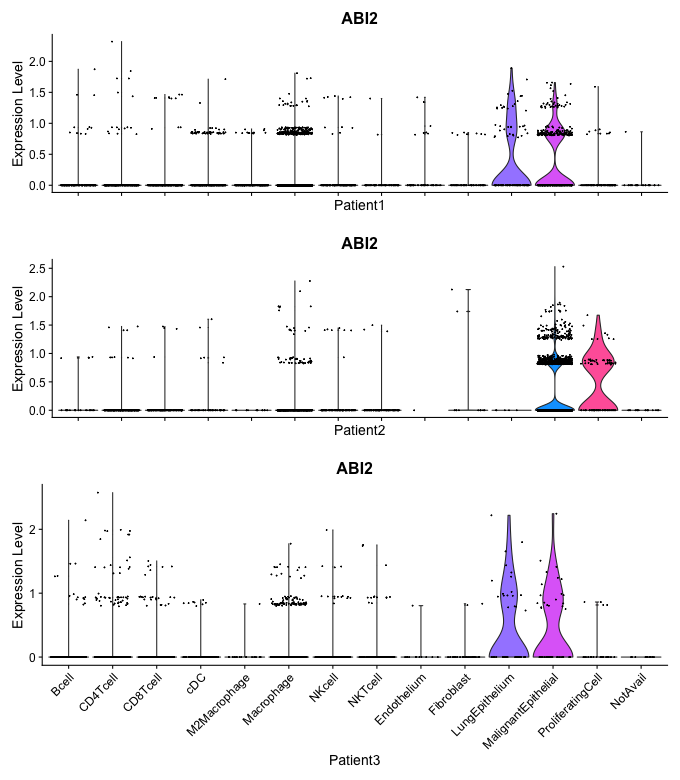 ABI2
Expression Level
2.0
1.5
1.0
0.5
0.0
Patient1
ABI2
Expression Level
2.5
2.0
1.5
1.0
0.5
0.0
Patient2
ABI2
Expression Level
2
1
0
Bcell
CD4Tcell
CD8Tcell
cDC
M2Macrophage
Macrophage
NKcell
NKTcell
Endothelium
Fibroblast
LungEpithelium
MalignantEpithelial
ProliferatingCell
NotAvail
Patient3